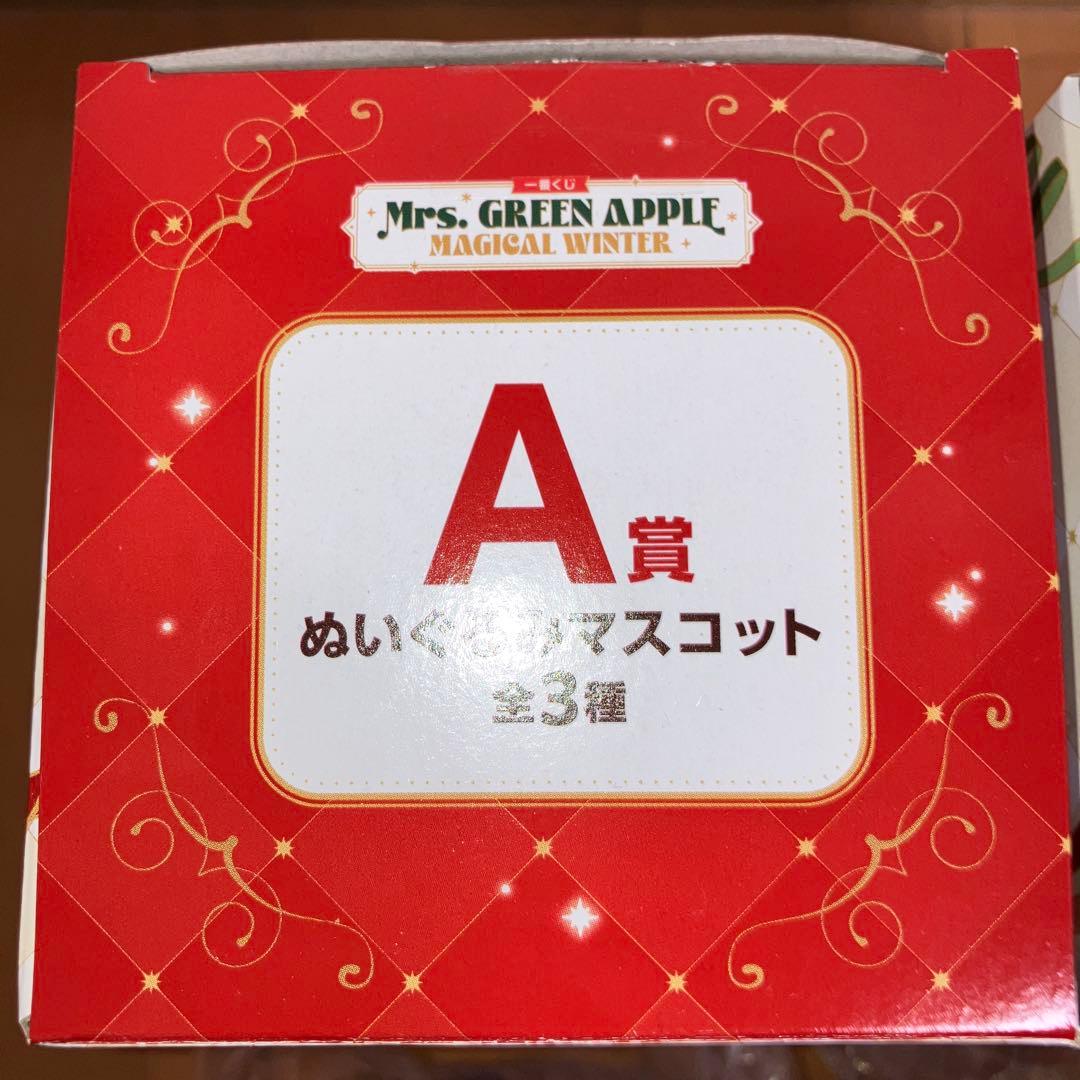 一番くじ
Mrs. GREEN APPLE
MAGICAL WINTER
A賞
ぬいぐるみマスコット
全3種